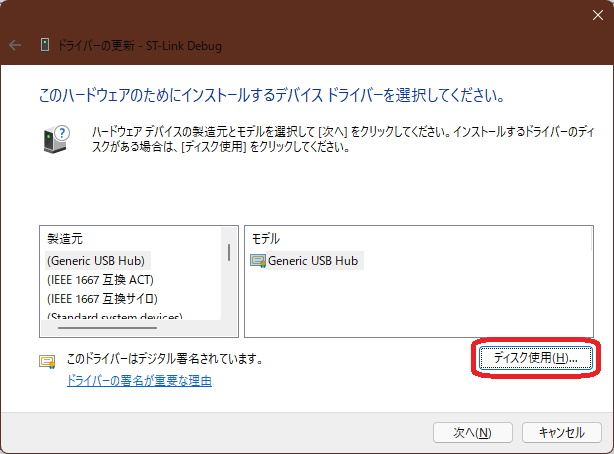 ドライバーの更新 - ST-Link Debug
このハードウェアのためにインストールするデバイス ドライバーを選択してください。
ハードウェア デバイスの製造元とモデルを選択して [次へ] をクリックしてください。インストールするドライバーのディ
スクがある場合は、[ディスク使用] をクリックしてください。
製造元
(Generic USB Hub)
(IEEE 1667 互換 ACT)
(IEEE 1667 互換サイロ)
(Standard system devices)
モデル
Generic USB Hub
このドライバーはデジタル署名されています。
ドライバーの署名が重要な理由
ディスク使用(H)...
次へ(N)
キャンセル